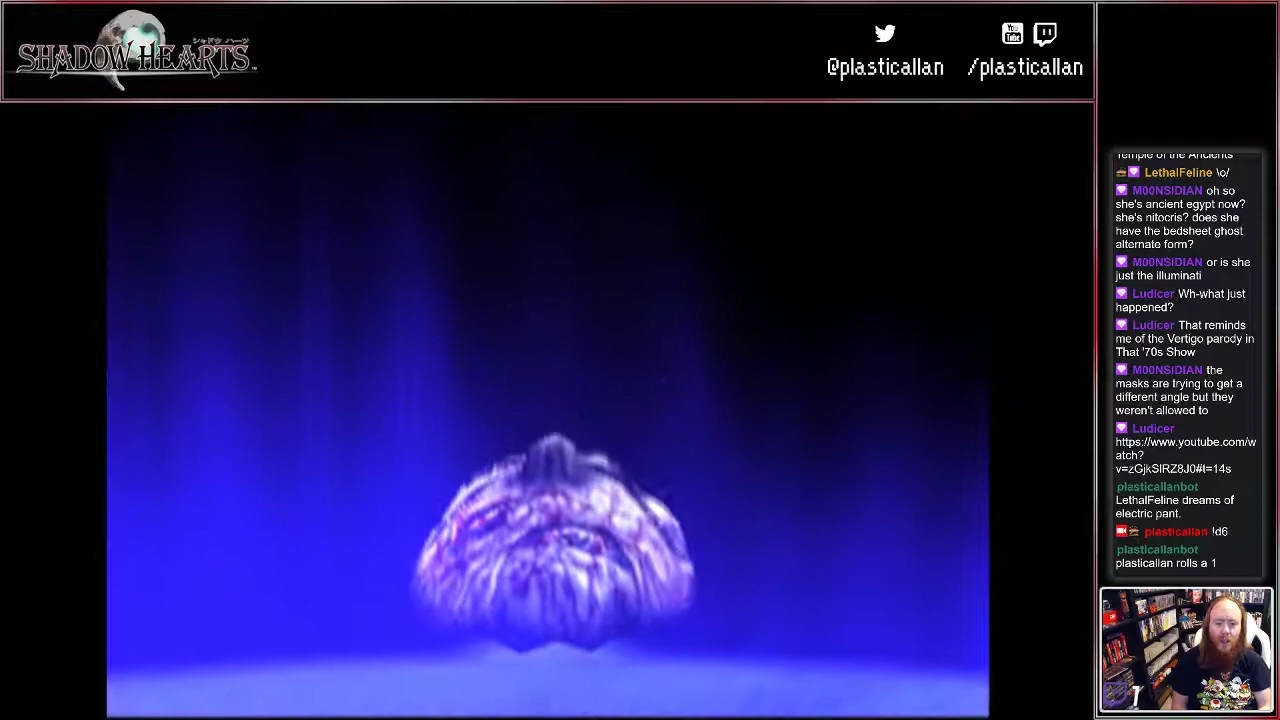 SHADOW HEARTS
シャドウ ハーツ
TM
@plasticallan
You Tube
/plasticallan
Temple of the Ancients
LethalFeline \o/
M00NSIDIAN oh so
she's ancient egypt now?
she's nitocris? does she
have the bedsheet ghost
alternate form?
M00NSIDIAN or is she
just the illuminati
Ludicer Wh-what just
happened?
Ludicer That reminds
me of the Vertigo parody in
That '70s Show
M00NSIDIAN the
masks are trying to get a
different angle but they
weren't allowed to
Ludicer
https://www.youtube.com/w
atch?
v=zGjkSIRZ8J0#t=14s
plasticallanbot
LethalFeline dreams of
electric pant.
plasticallan !d6
plasticallanbot
plasticallan rolls a 1
7